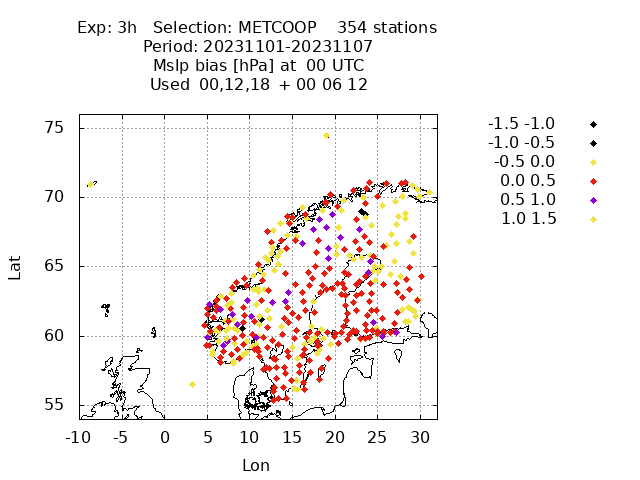 Exp: 3h   Selection: METCOOP    354 stations
Period: 20231101-20231107
Mslp bias [hPa] at  00 UTC
Used  00,12,18  + 00 06 12
75
70
65
60
55
Lat
-10 -5 0 5 10 15 20 25 30
Lon
-1.5 -1.0
-1.0 -0.5
-0.5 0.0
0.0 0.5
0.5 1.0
1.0 1.5